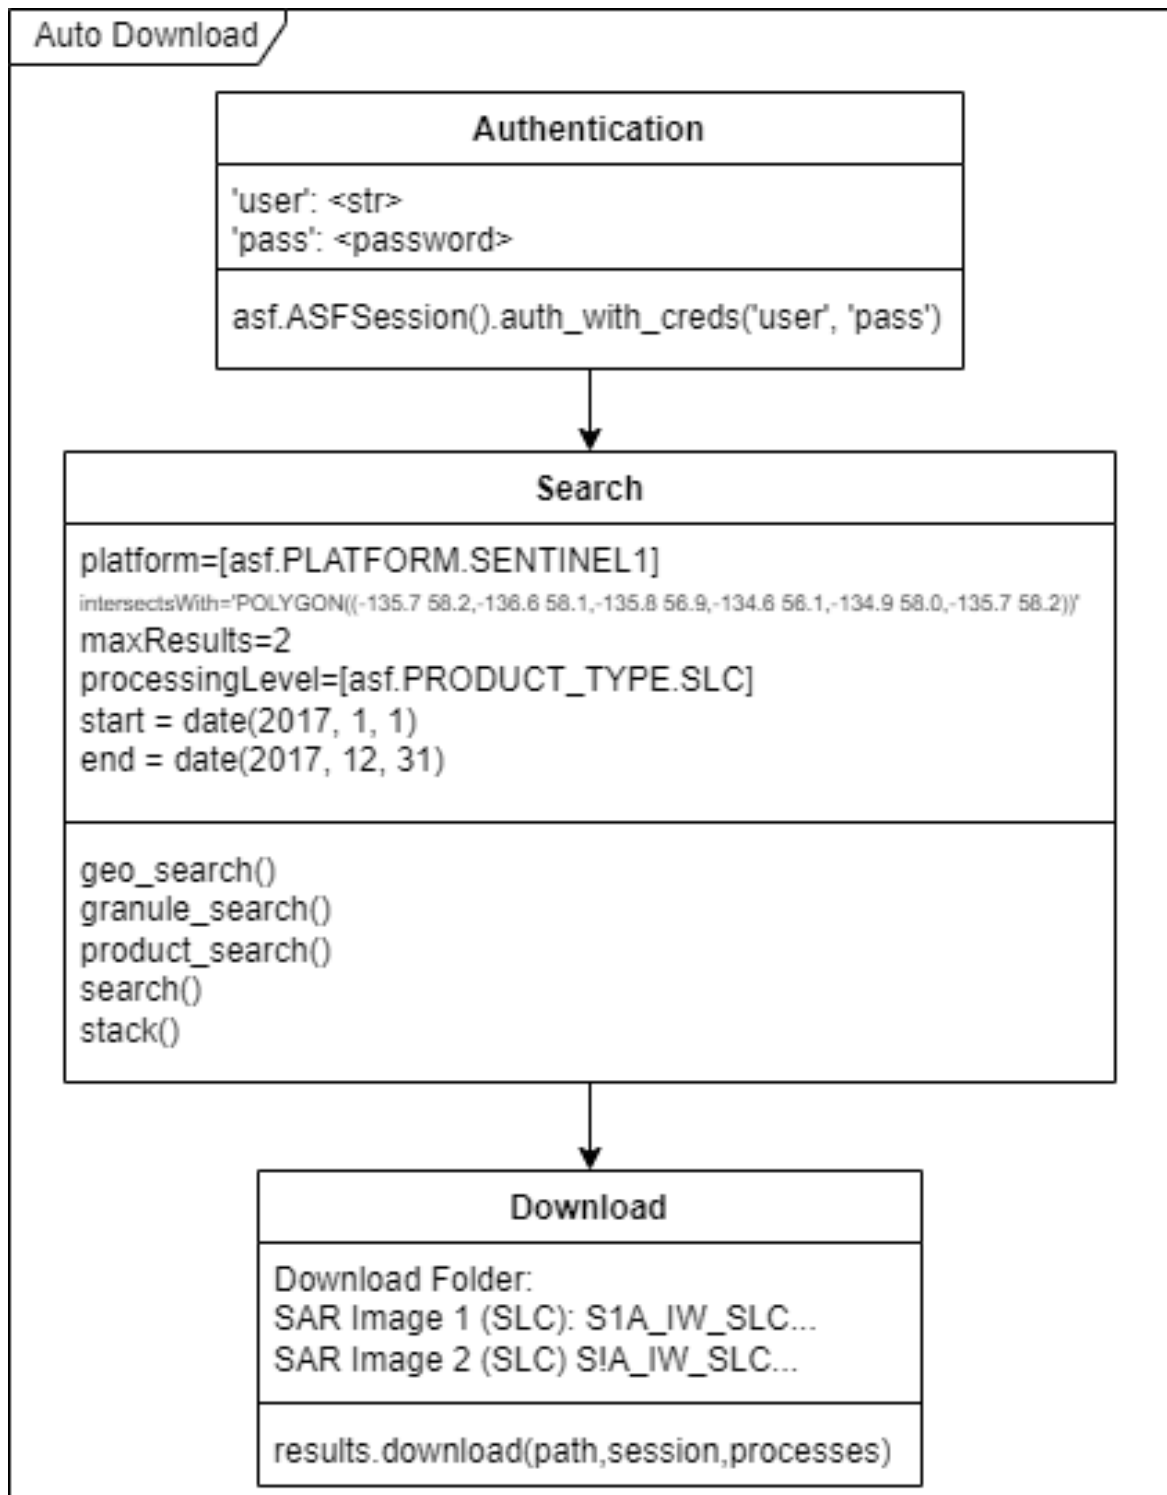 Auto Download
Authentication
'user': <str>
'pass': <password>
asf.ASFSession().auth_with_creds('user', 'pass')
Search
platform=[asf.PLATFORM.SENTINEL1]
intersectsWith='POLYGON((-135.7 58.2,-136.6 58.1,-135.8 56.9,-134.6 56.1,-134.9 58.0,-135.7 58.2))'
maxResults=2
processingLevel=[asf.PRODUCT_TYPE.SLC]
start = date(2017, 1, 1)
end = date(2017, 12, 31)
geo_search()
granule_search()
product_search()
search()
stack()
Download
Download Folder:
SAR Image 1 (SLC): S1A_IW_SLC...
SAR Image 2 (SLC) S!A_IW_SLC...
results.download(path,session,processes)